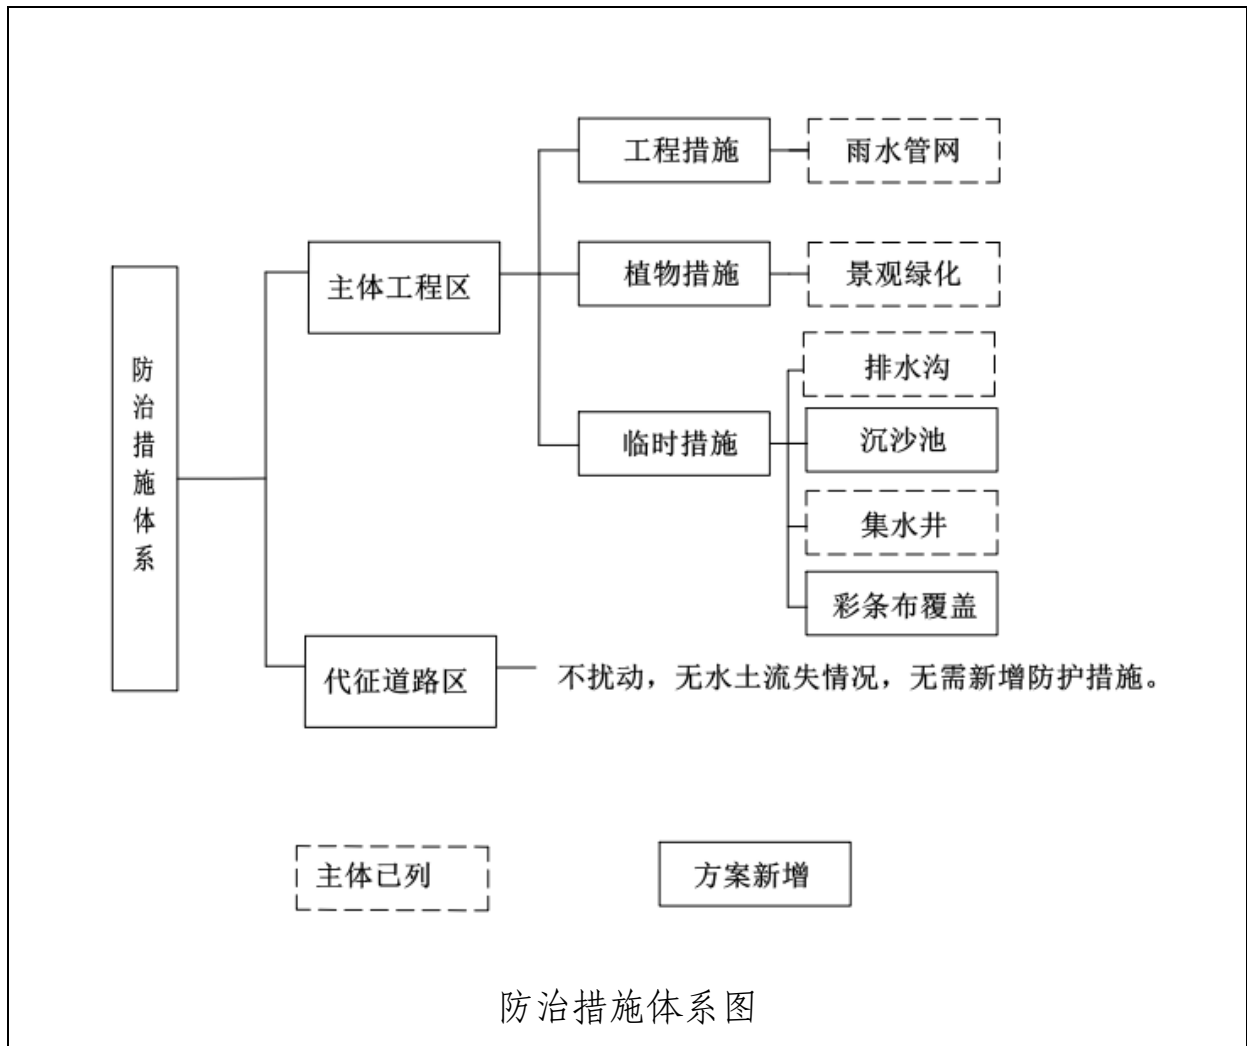 工程措施
雨水管网
主体工程区
植物措施
景观绿化
防治措施体系
排水沟
临时措施
沉沙池
集水井
彩条布覆盖
代征道路区
不扰动，无水土流失情况，无需新增防护措施。
主体已列
方案新增
防治措施体系图